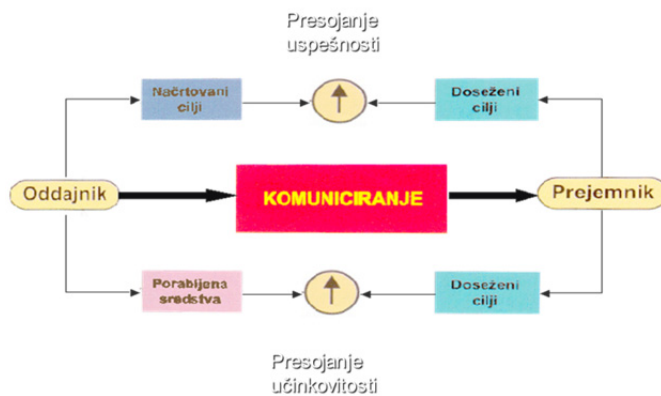 Presojanje
uspešnosti
Načrtovani
cilji
Doseženi
cilji
Oddajnik
KOMUNICIRANJE
Prejemnik
Porabljena
sredstva
Doseženi
cilji
Presojanje
učinkovitosti